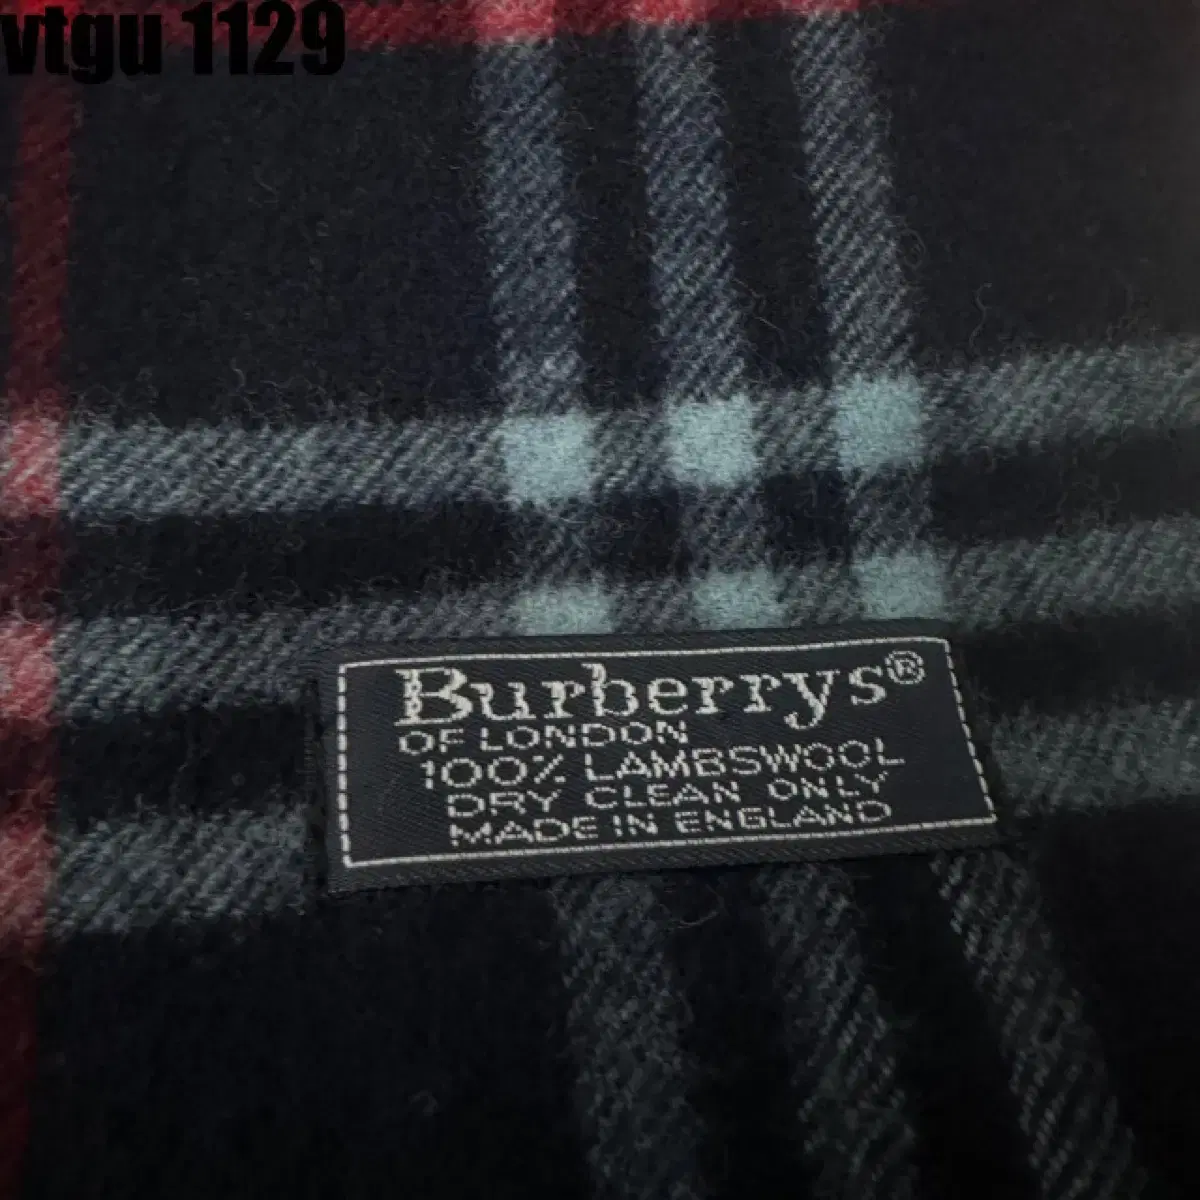 vtgu 1129
Burberrys®
OF LONDON
100% LAMBSWOOL
DRY CLEAN ONLY
MADE IN ENGLAND